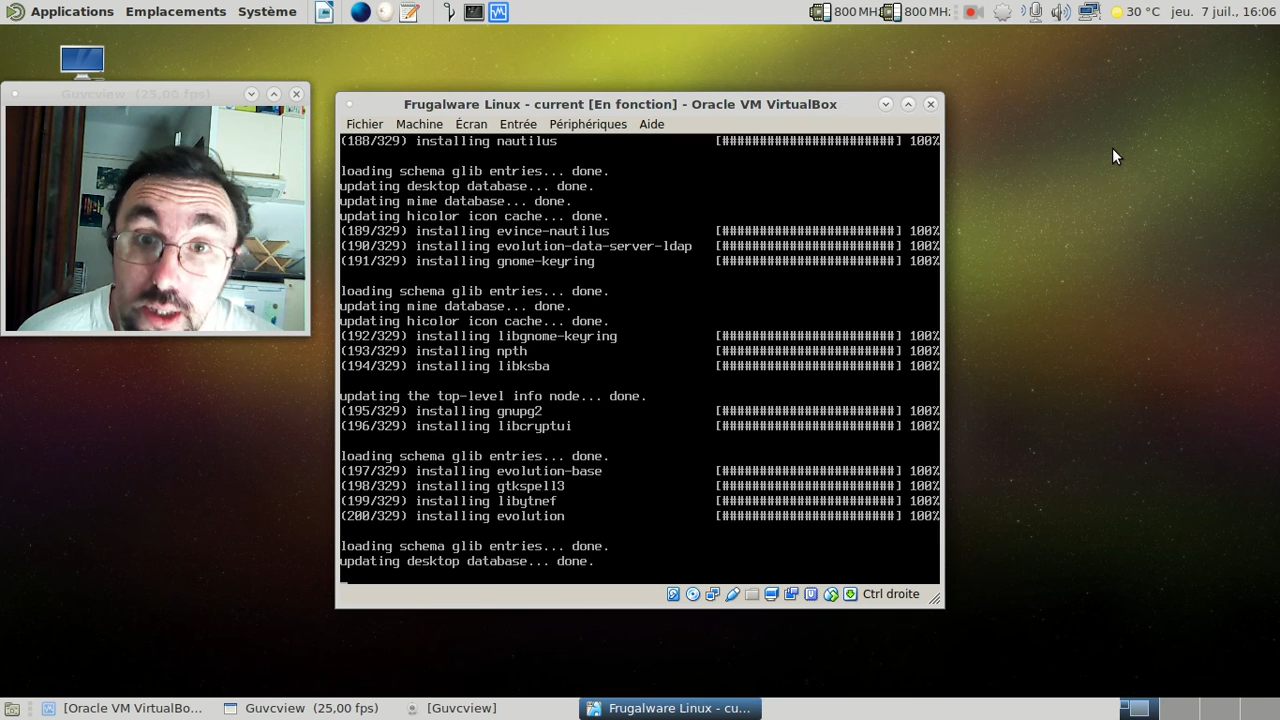 Applications Emplacements Système 800 MHz 800 MHz 30 °C jeu. 7 juil., 16:06
Guvcview (25,00 fps)
Frugalware Linux - current [En fonction] - Oracle VM VirtualBox
Fichier Machine Écran Entrée Périphériques Aide
(188/329) installing nautilus [#######################] 100%
loading schema glib entries... done.
updating desktop database... done.
updating mime database... done.
updating hicolor icon cache... done.
(189/329) installing evince-nautilus [#######################] 100%
(190/329) installing evolution-data-server-ldap [#######################] 100%
(191/329) installing gnome-keyring [#######################] 100%
loading schema glib entries... done.
updating mime database... done.
updating hicolor icon cache... done.
(192/329) installing libgnome-keyring [#######################] 100%
(193/329) installing npth [#######################] 100%
(194/329) installing libksba [#######################] 100%
updating the top-level info node... done.
(195/329) installing gnupg2 [#######################] 100%
(196/329) installing libcryptui [#######################] 100%
loading schema glib entries... done.
(197/329) installing evolution-base [#######################] 100%
(198/329) installing gtkspell3 [#######################] 100%
(199/329) installing libytnef [#######################] 100%
(200/329) installing evolution [#######################] 100%
loading schema glib entries... done.
updating desktop database... done.
Ctrl droite
[Oracle VM VirtualBo... Guvcview (25,00 fps) [Guvcview] Frugalware Linux - cu...